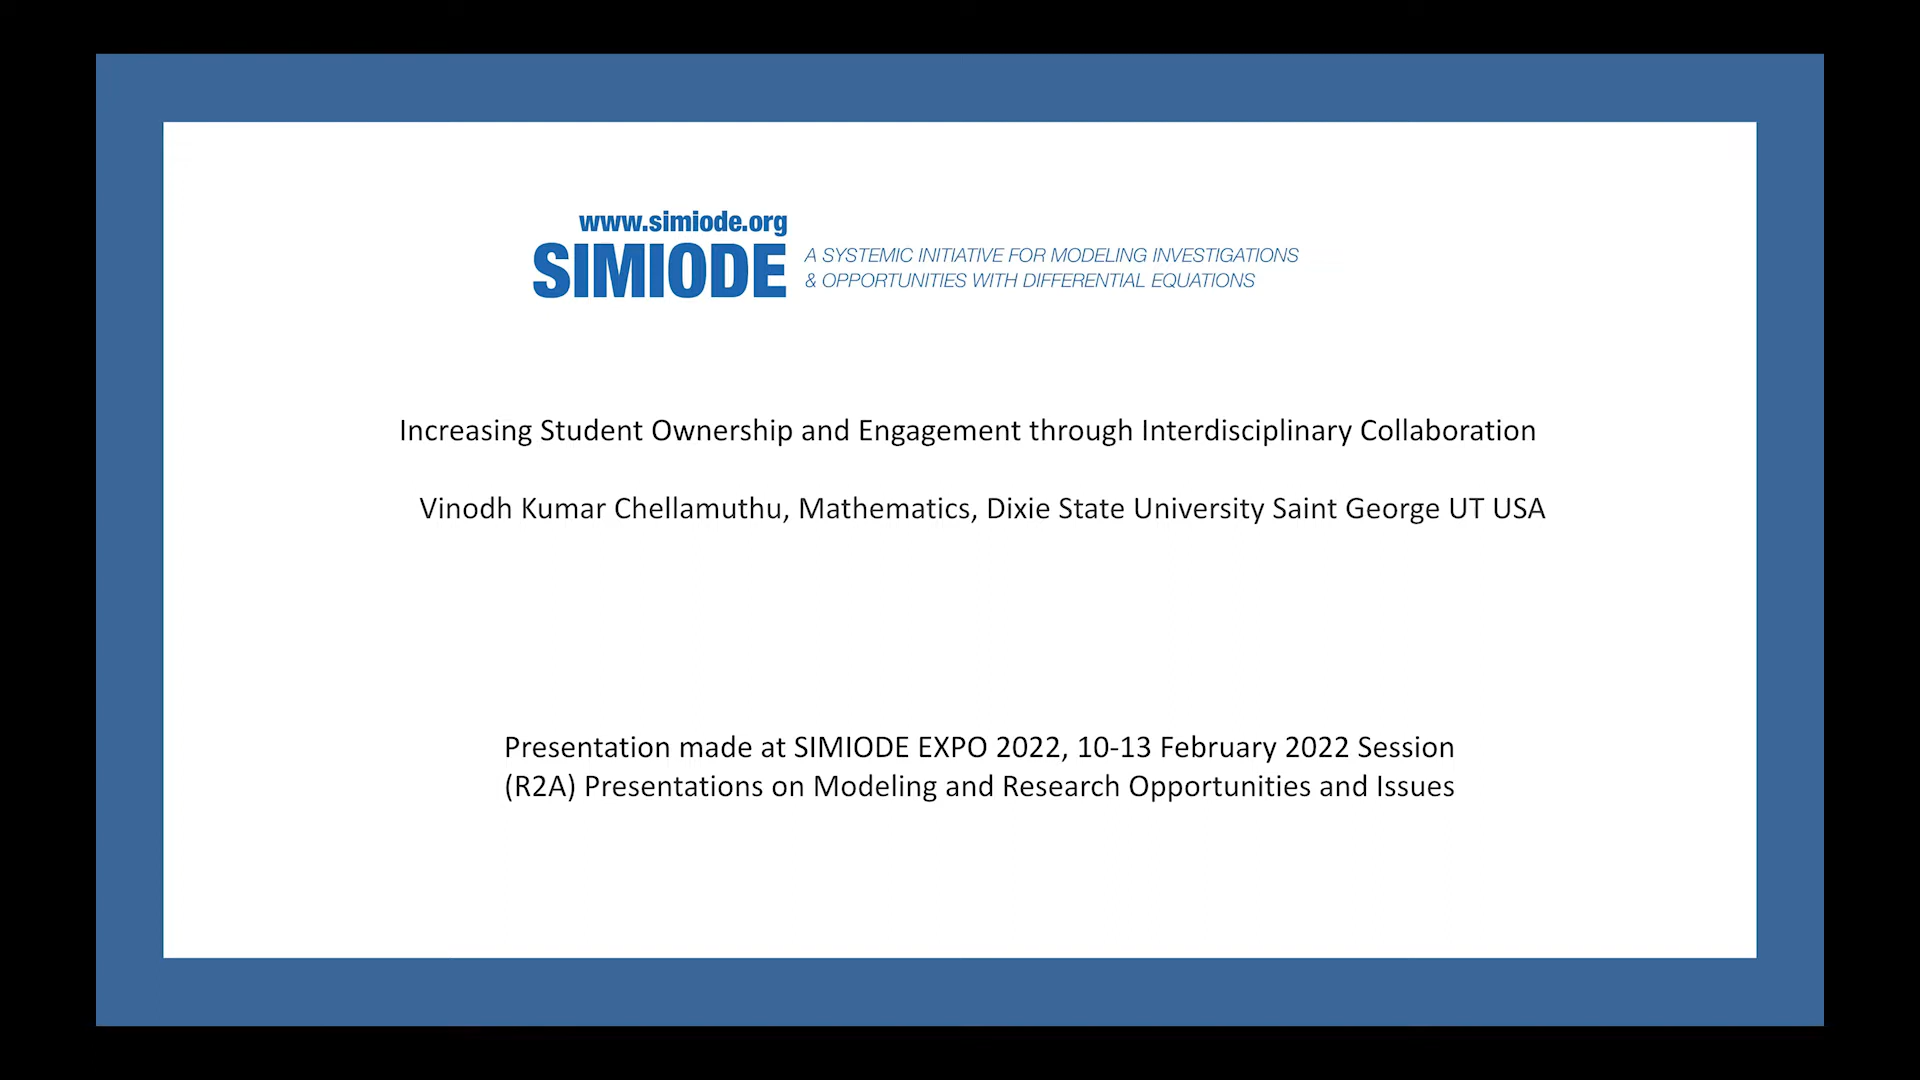 www.simiode.org
SIMIODE
A SYSTEMIC INITIATIVE FOR MODELING INVESTIGATIONS
& OPPORTUNITIES WITH DIFFERENTIAL EQUATIONS
Increasing Student Ownership and Engagement through Interdisciplinary Collaboration
Vinodh Kumar Chellamuthu, Mathematics, Dixie State University Saint George UT USA
Presentation made at SIMIODE EXPO 2022, 10-13 February 2022 Session
(R2A) Presentations on Modeling and Research Opportunities and Issues